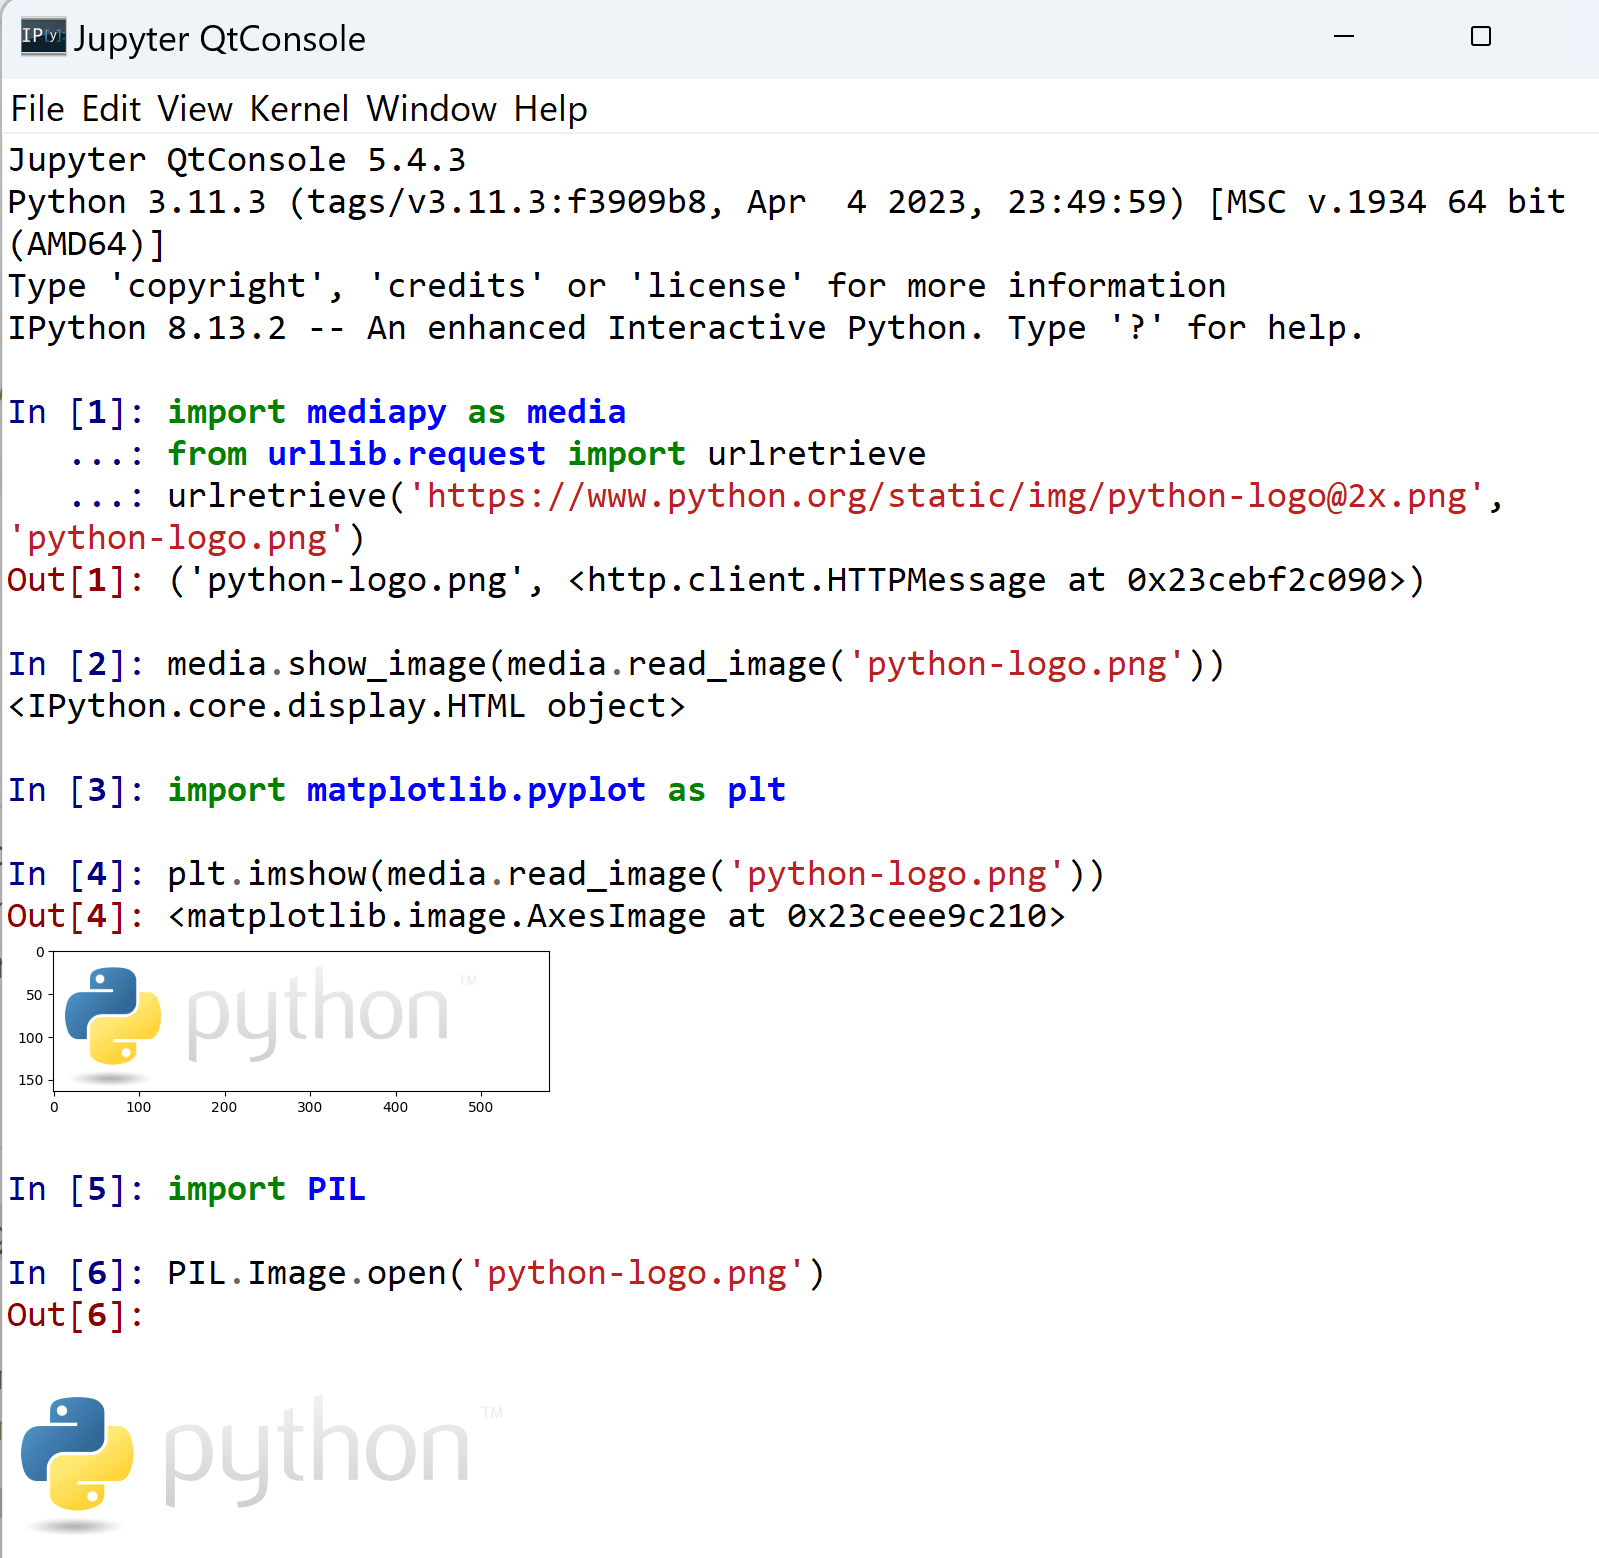 IPy
Jupyter QtConsole
File Edit View Kernel Window Help
Jupyter QtConsole 5.4.3
Python 3.11.3 (tags/v3.11.3:f3909b8, Apr  4 2023, 23:49:59) [MSC v.1934 64 bit
(AMD64)]
Type 'copyright', 'credits' or 'license' for more information
IPython 8.13.2 -- An enhanced Interactive Python. Type '?' for help.
In [1]: import mediapy as media
   ...: from urllib.request import urlretrieve
   ...: urlretrieve('https://www.python.org/static/img/python-logo@2x.png',
'python-logo.png')
Out[1]: ('python-logo.png', <http.client.HTTPMessage at 0x23cebf2c090>)
In [2]: media.show_image(media.read_image('python-logo.png'))
<IPython.core.display.HTML object>
In [3]: import matplotlib.pyplot as plt
In [4]: plt.imshow(media.read_image('python-logo.png'))
Out[4]: <matplotlib.image.AxesImage at 0x23ceee9c210>
0
50
100
150
python TM
0 100 200 300 400 500
In [5]: import PIL
In [6]: PIL.Image.open('python-logo.png')
Out[6]:
python TM